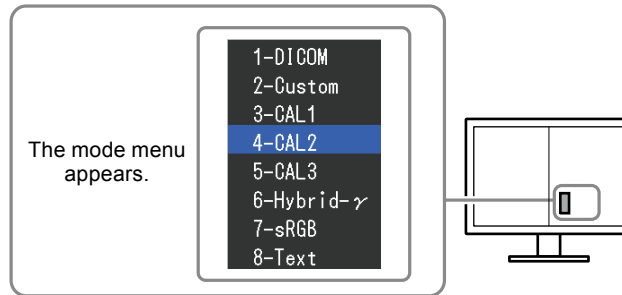 The mode menu
appears.
1-DICOM
2-Custom
3-CAL1
4-CAL2
5-CAL3
6-Hybrid-γ
7-sRGB
8-Text